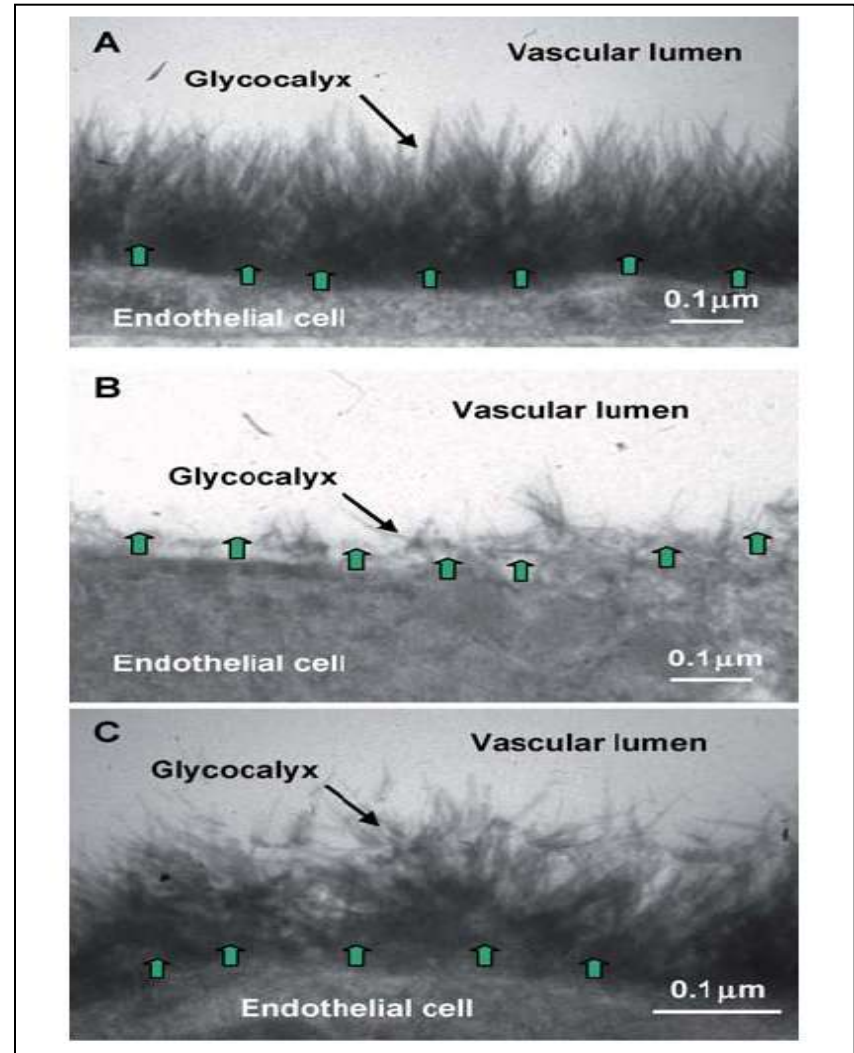 A
Vascular lumen
Glycocalyx
Endothelial cell
0.1μm
B
Vascular lumen
Glycocalyx
Endothelial cell
0.1μm
C
Vascular lumen
Glycocalyx
Endothelial cell
0.1μm